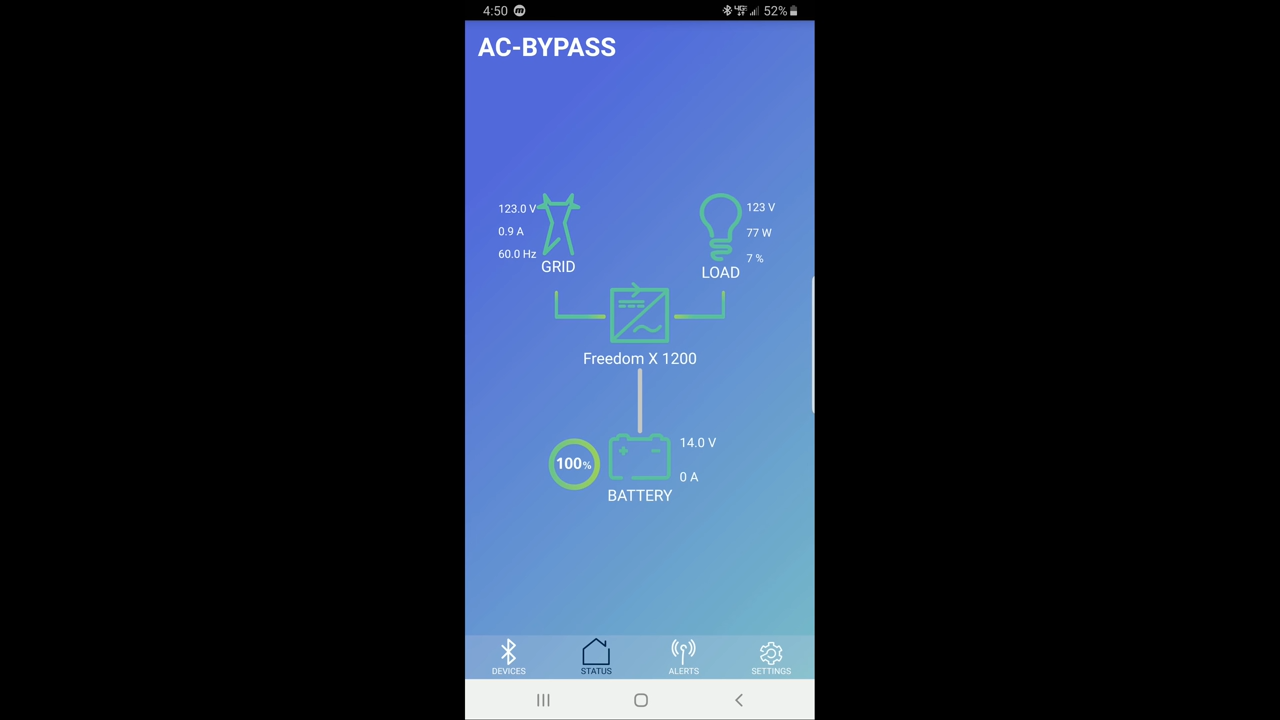 4:50
52%
AC-BYPASS
123.0 V
0.9 A
60.0 Hz
GRID
123 V
77 W
7 %
LOAD
Freedom X 1200
100%
14.0 V
0 A
BATTERY
DEVICES
STATUS
ALERTS
SETTINGS